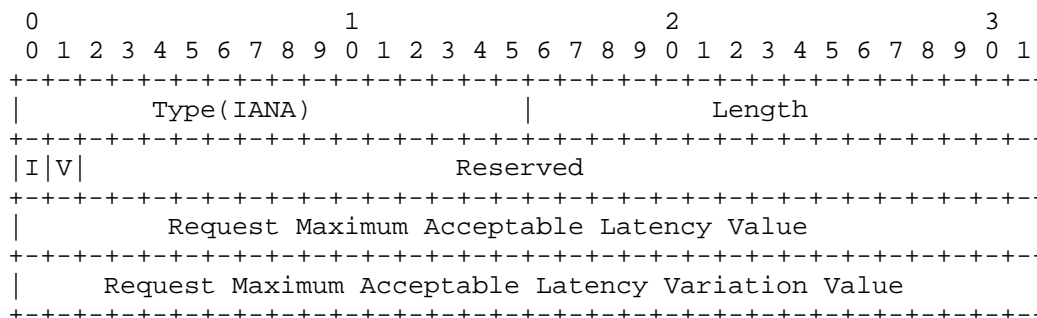 0                   1                   2                   3
 0 1 2 3 4 5 6 7 8 9 0 1 2 3 4 5 6 7 8 9 0 1 2 3 4 5 6 7 8 9 0 1
+-+-+-+-+-+-+-+-+-+-+-+-+-+-+-+-+-+-+-+-+-+-+-+-+-+-+-+-+-+-+-+-+-
|        Type(IANA)             |           Length
+-+-+-+-+-+-+-+-+-+-+-+-+-+-+-+-+-+-+-+-+-+-+-+-+-+-+-+-+-+-+-+-+-
|I|V|                       Reserved
+-+-+-+-+-+-+-+-+-+-+-+-+-+-+-+-+-+-+-+-+-+-+-+-+-+-+-+-+-+-+-+-+-
|         Request Maximum Acceptable Latency Value
+-+-+-+-+-+-+-+-+-+-+-+-+-+-+-+-+-+-+-+-+-+-+-+-+-+-+-+-+-+-+-+-+-
|     Request Maximum Acceptable Latency Variation Value
+-+-+-+-+-+-+-+-+-+-+-+-+-+-+-+-+-+-+-+-+-+-+-+-+-+-+-+-+-+-+-+-+-